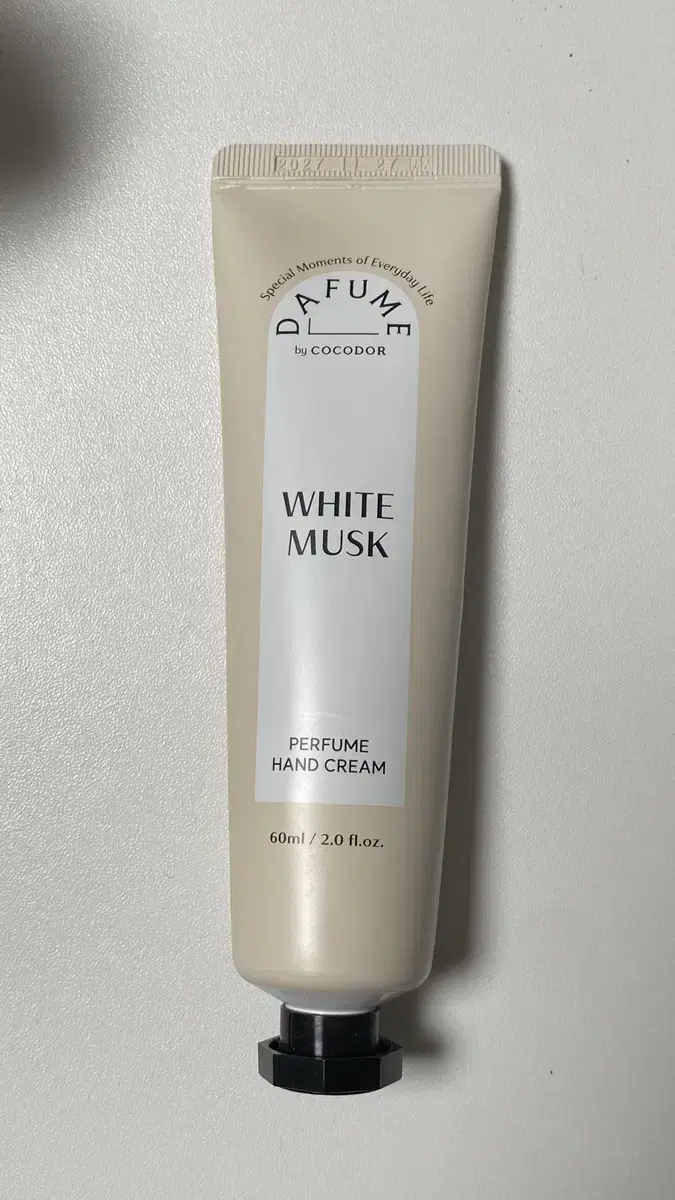 2027 11 27
Special Moments of Everyday Life
DAFUME
by COCODOR
WHITE
MUSK
PERFUME
HAND CREAM
60ml / 2.0 fl.oz.